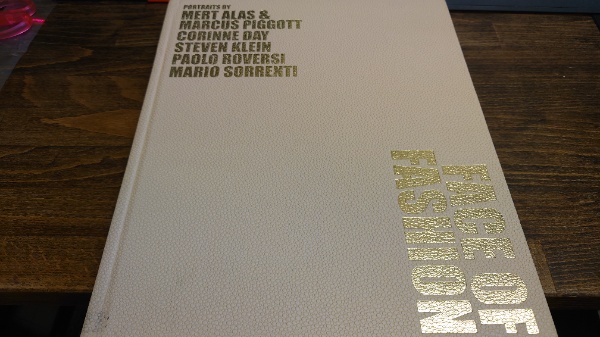 PORTRAITS BY
MERT ALAS &
MARCUS PIGGOTT
CORINNE DAY
STEVEN KLEIN
PAOLO ROVERSI
MARIO SORRENTI
FACE OF
FASHION